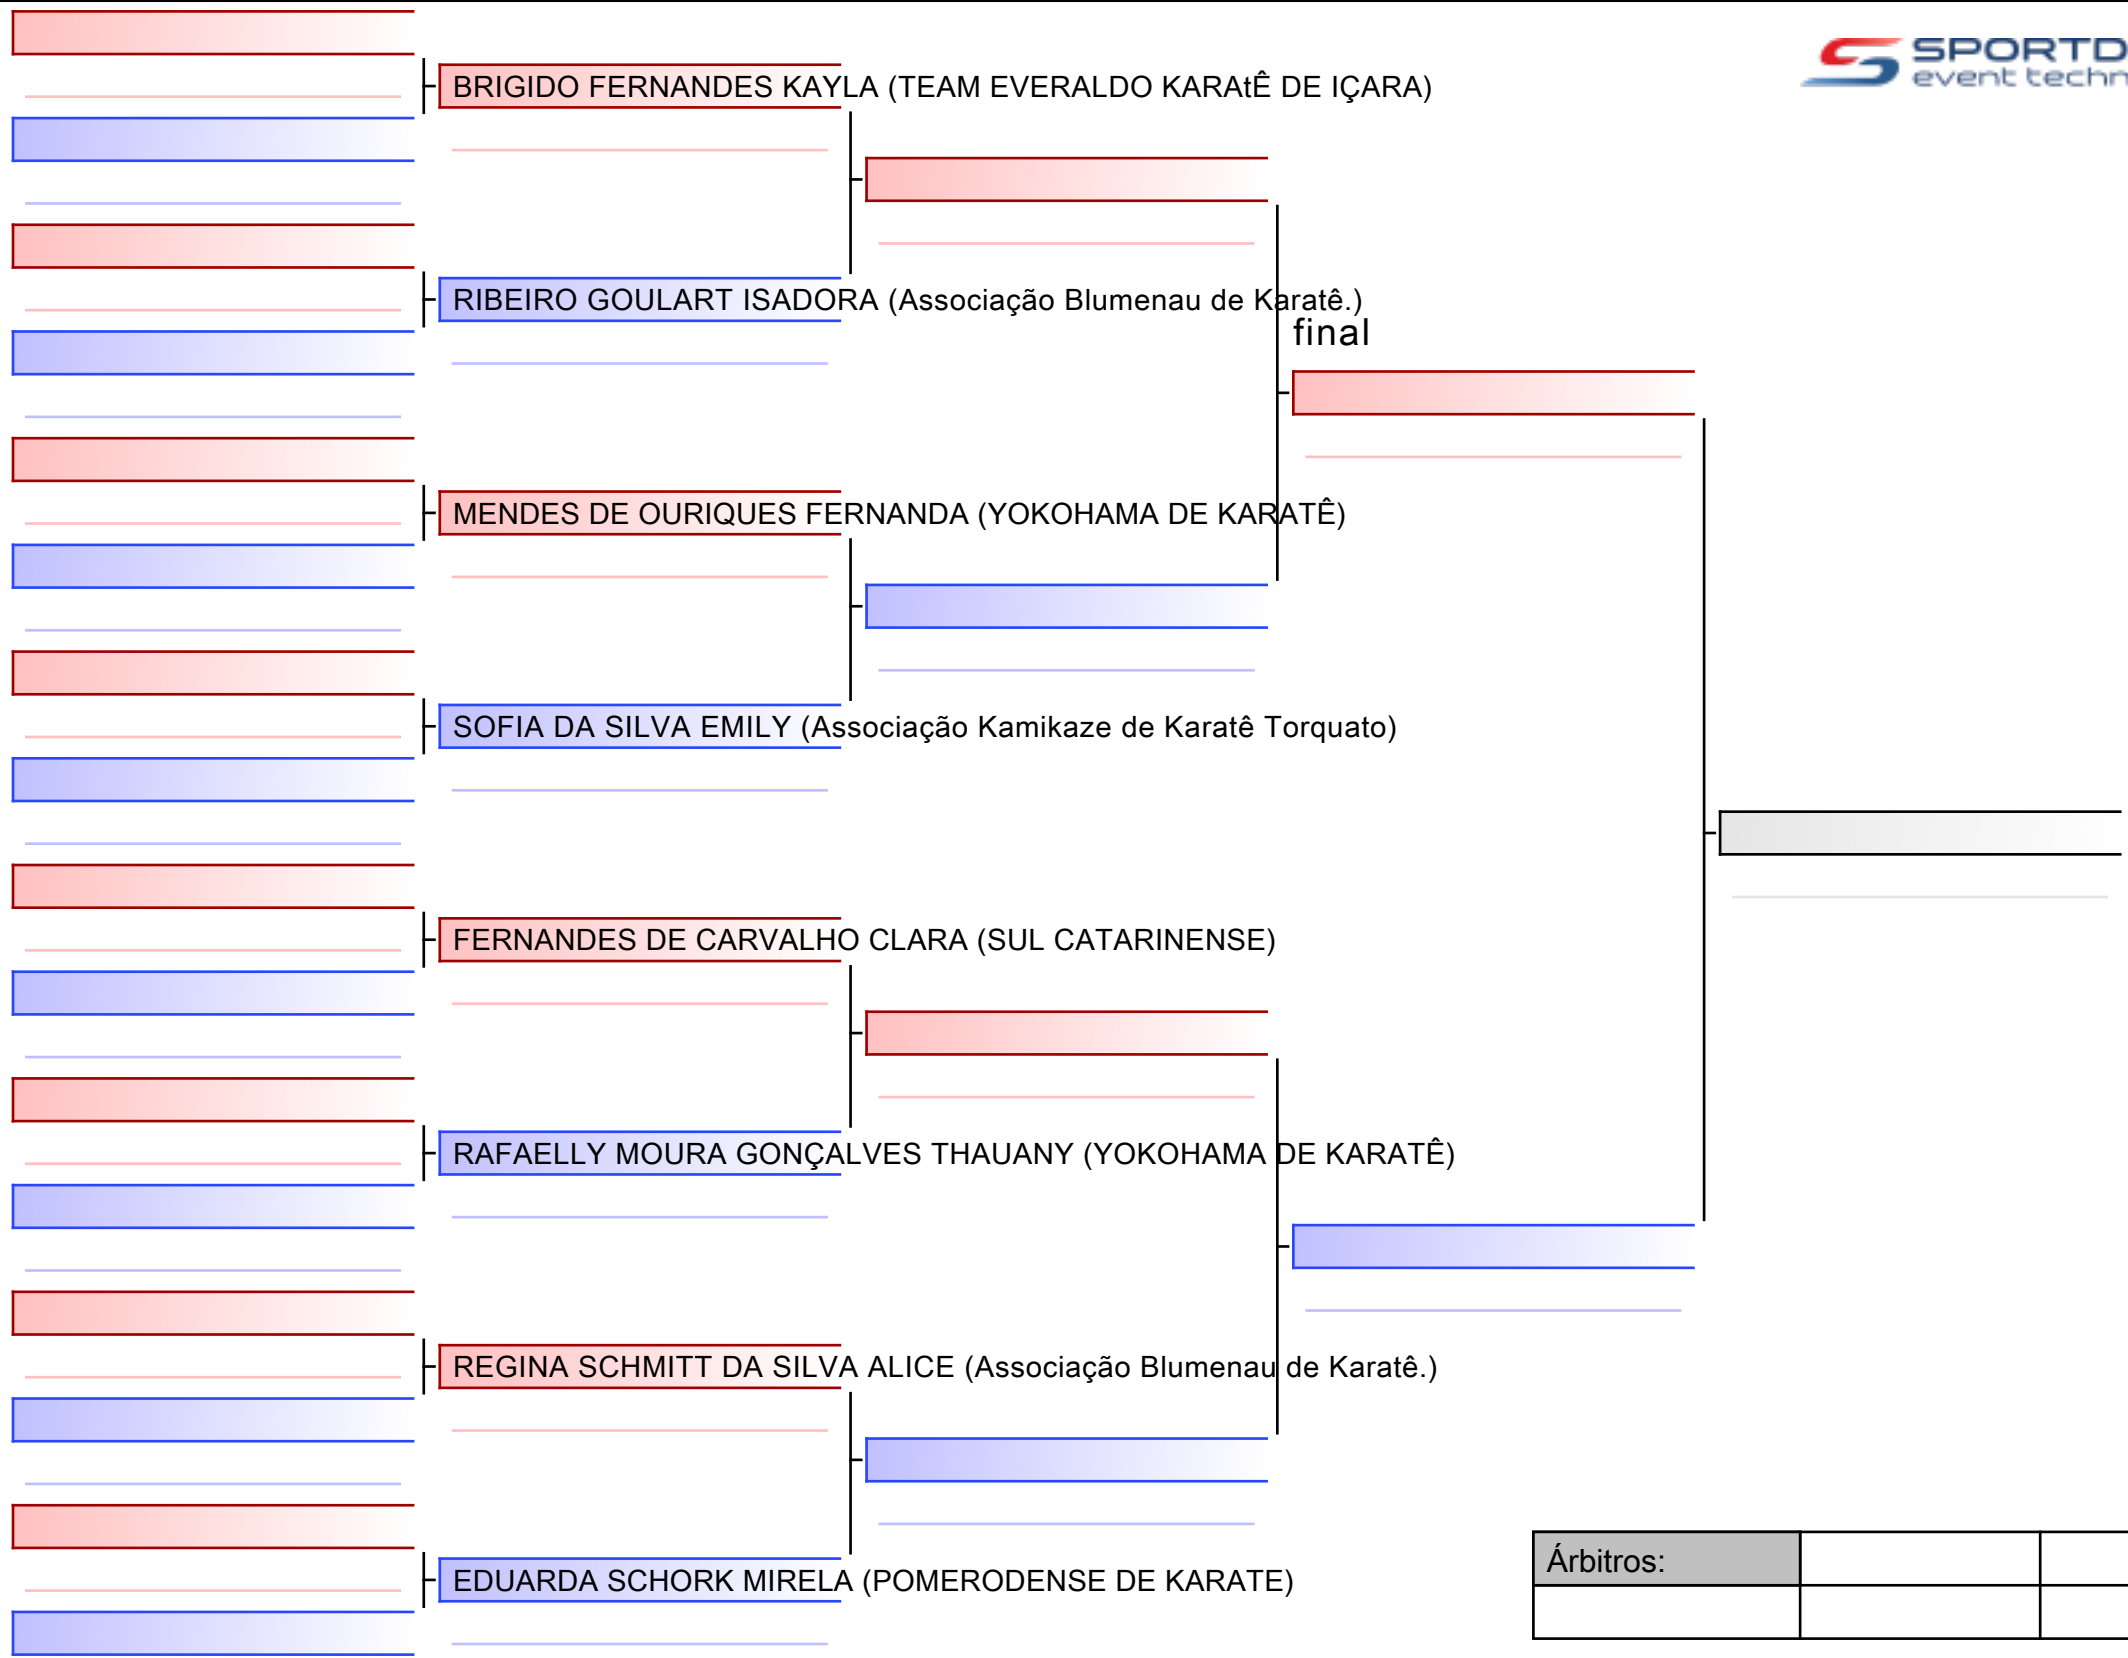 SPORTD
event techn
BRIGIDO FERNANDES KAYLA (TEAM EVERALDO KARAtÊ DE IÇARA)
RIBEIRO GOULART ISADORA (Associação Blumenau de Karatê.)
final
MENDES DE OURIQUES FERNANDA (YOKOHAMA DE KARATÊ)
SOFIA DA SILVA EMILY (Associação Kamikaze de Karatê Torquato)
FERNANDES DE CARVALHO CLARA (SUL CATARINENSE)
RAFAELLY MOURA GONÇALVES THAUANY (YOKOHAMA DE KARATÊ)
REGINA SCHMITT DA SILVA ALICE (Associação Blumenau de Karatê.)
EDUARDA SCHORK MIRELA (POMERODENSE DE KARATE)
Árbitros: